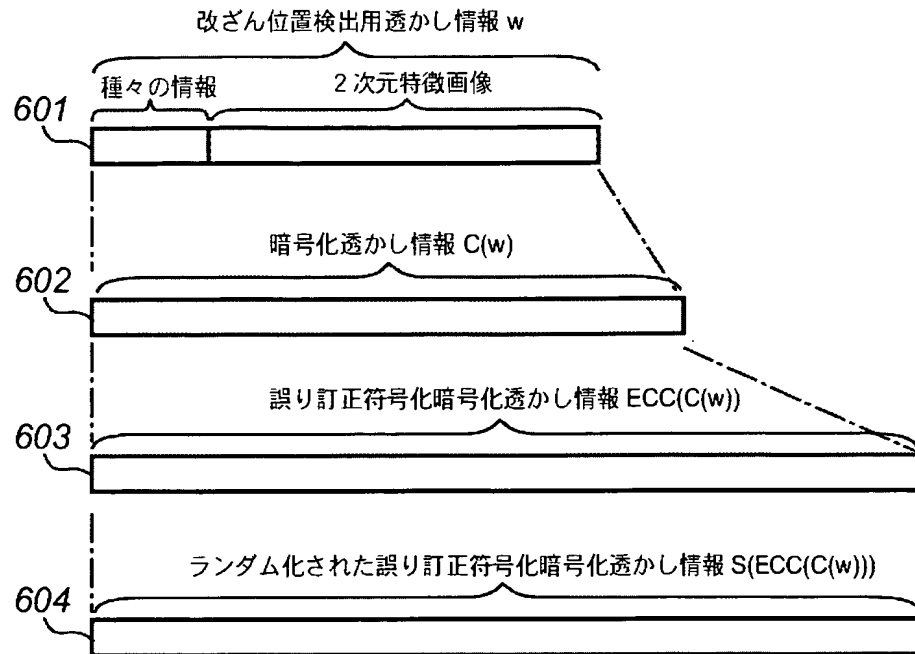 改ざん位置検出用透かし情報 w
種々の情報
2次元特徴画像
601
暗号化透かし情報 C(w)
602
誤り訂正符号化暗号化透かし情報 ECC(C(w))
603
ランダム化された誤り訂正符号化暗号化透かし情報 S(ECC(C(w)))
604